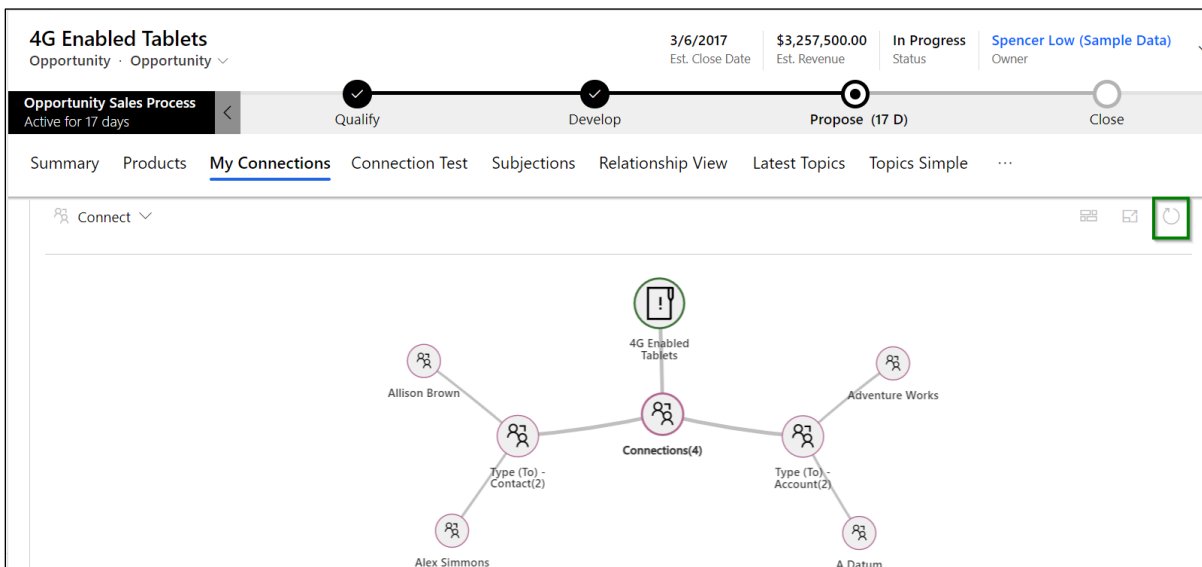 4G Enabled Tablets
Opportunity · Opportunity
3/6/2017
Est. Close Date
$3,257,500.00
Est. Revenue
In Progress
Status
Spencer Low (Sample Data)
Owner
Opportunity Sales Process
Active for 17 days
Qualify
Develop
Propose (17 D)
Close
Summary Products My Connections Connection Test Subjections Relationship View Latest Topics Topics Simple ...
Connect
4G Enabled
Tablets
Allison Brown
Adventure Works
Connections(4)
Type (To) -
Contact(2)
Type (To) -
Account(2)
Alex Simmons
A Datum